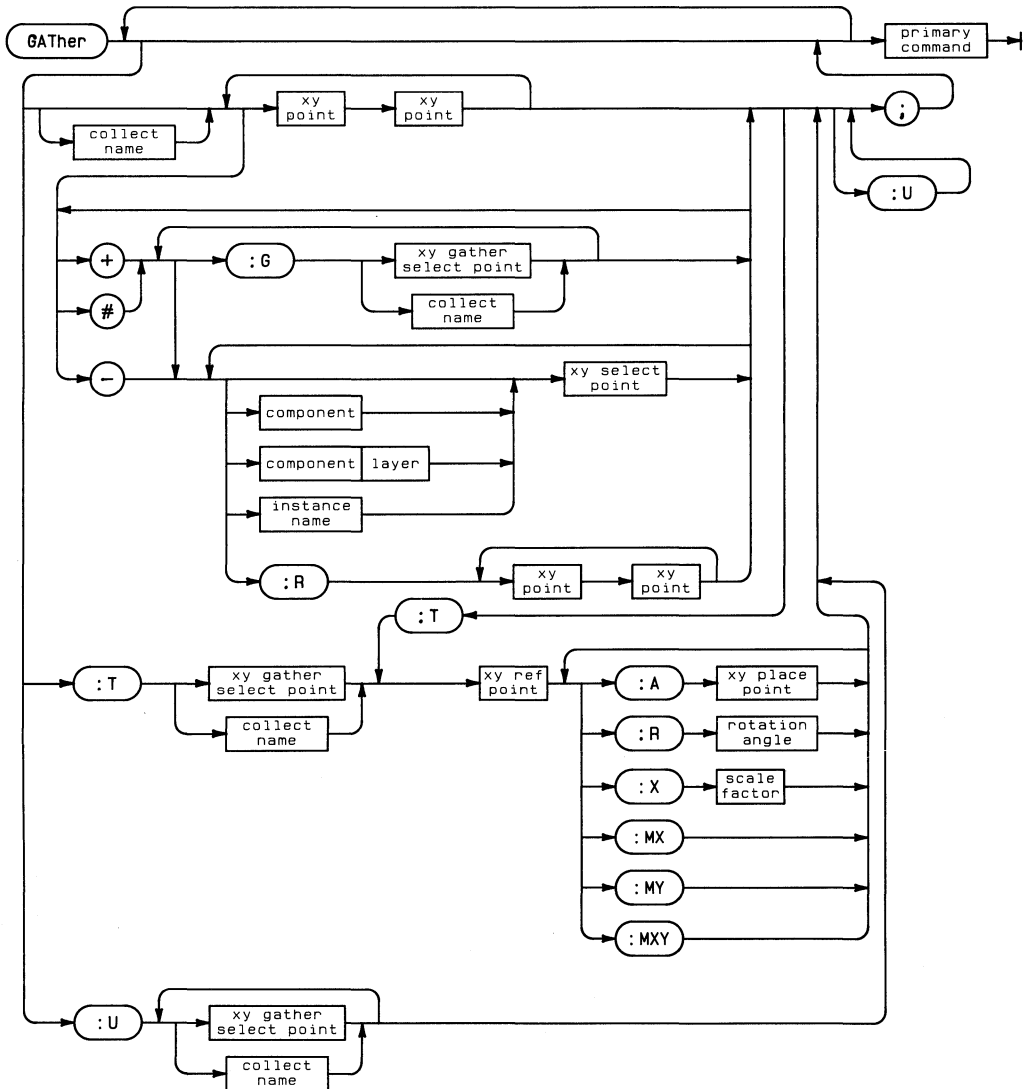 GATher
primary
command
xy
point
xy
point
;
collect
name
:U
+
:G
xy gather
select point
#
collect
name
-
xy select
point
component
component layer
instance
name
:R
xy
point
xy
point
:T
:T
xy gather
select point
collect
name
xy ref
point
:A
xy place
point
:R
rotation
angle
:X
scale
factor
:MX
:MY
:MXY
:U
xy gather
select point
collect
name